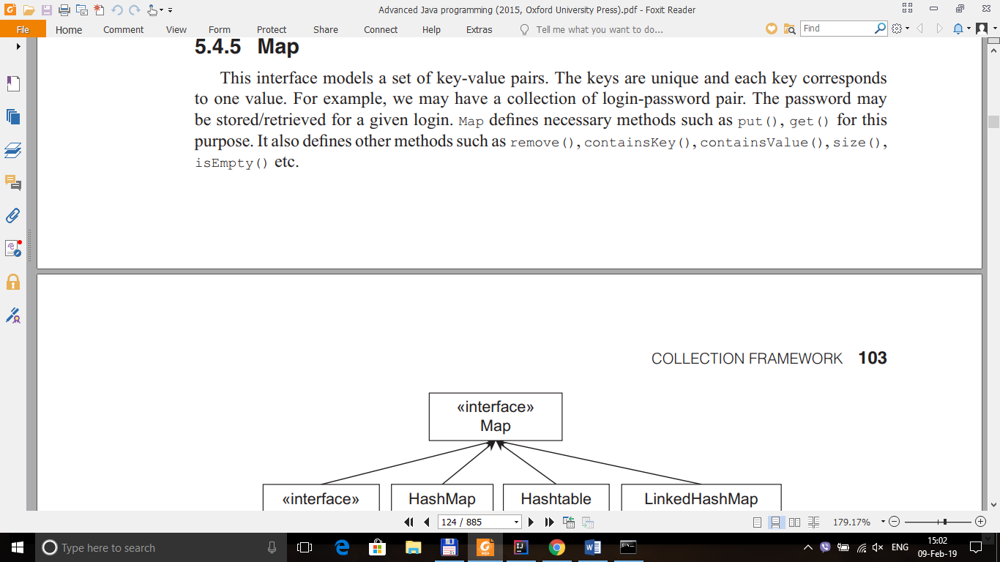 Advanced Java programming (2015, Oxford University Press).pdf - Foxit Reader
File Home Comment View Form Protect Share Connect Help Extras Tell me what you want to do... Find
5.4.5 Map
This interface models a set of key-value pairs. The keys are unique and each key corresponds
to one value. For example, we may have a collection of login-password pair. The password may
be stored/retrieved for a given login. Map defines necessary methods such as put(), get() for this
purpose. It also defines other methods such as remove(), containsKey(), containsValue(), size(),
isEmpty() etc.
COLLECTION FRAMEWORK 103
«interface»
Map
«interface» HashMap Hashtable LinkedHashMap
124 / 885 179.17%
Type here to search ENG 15:02
09-Feb-19